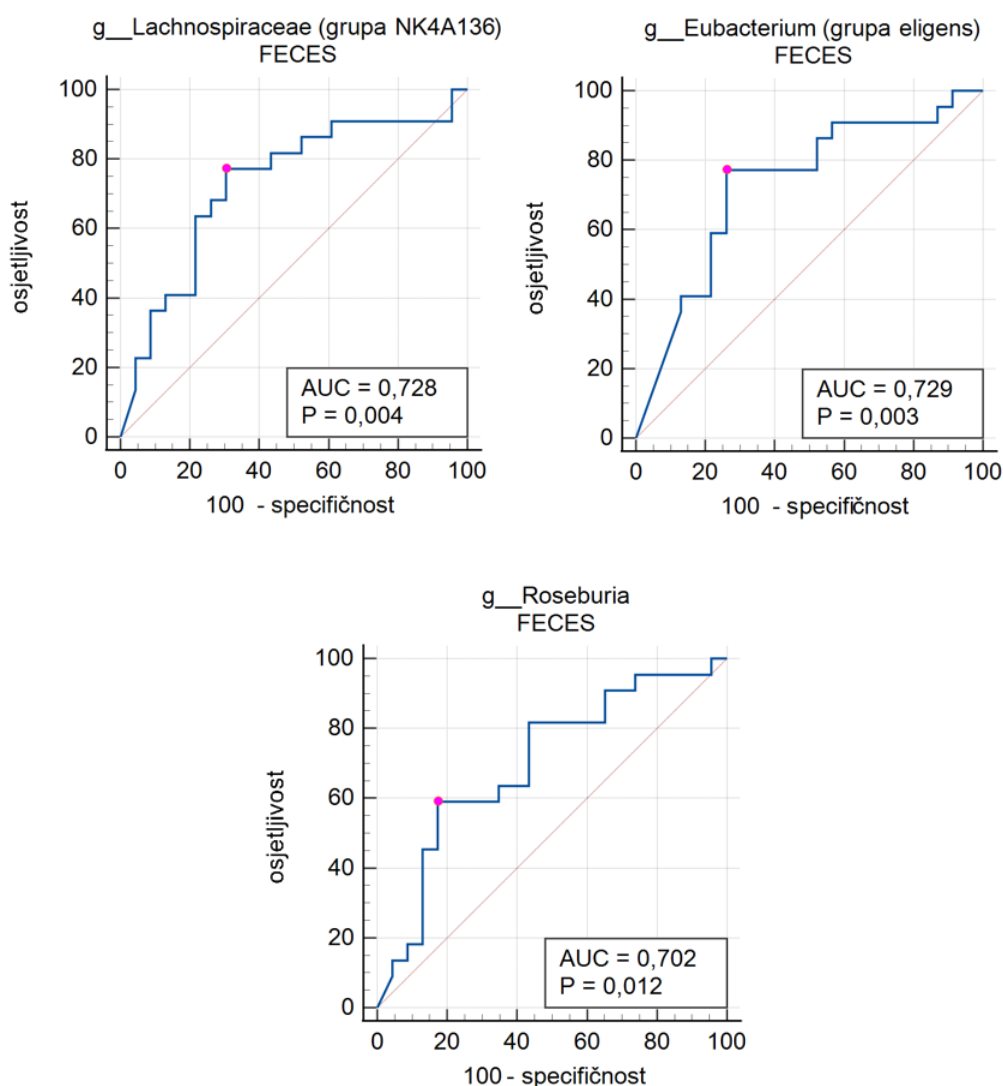 g__Lachnospiraceae (grupa NK4A136)
FECES
100
80
60
40
20
0
osjetljivost
AUC = 0,728
P = 0,004
0 20 40 60 80 100
100 - specifičnost
g__Eubacterium (grupa eligens)
FECES
100
80
60
40
20
0
osjetljivost
AUC = 0,729
P = 0,003
0 20 40 60 80 100
100 - specifičnost
g__Roseburia
FECES
100
80
60
40
20
0
osjetljivost
AUC = 0,702
P = 0,012
0 20 40 60 80 100
100 - specifičnost